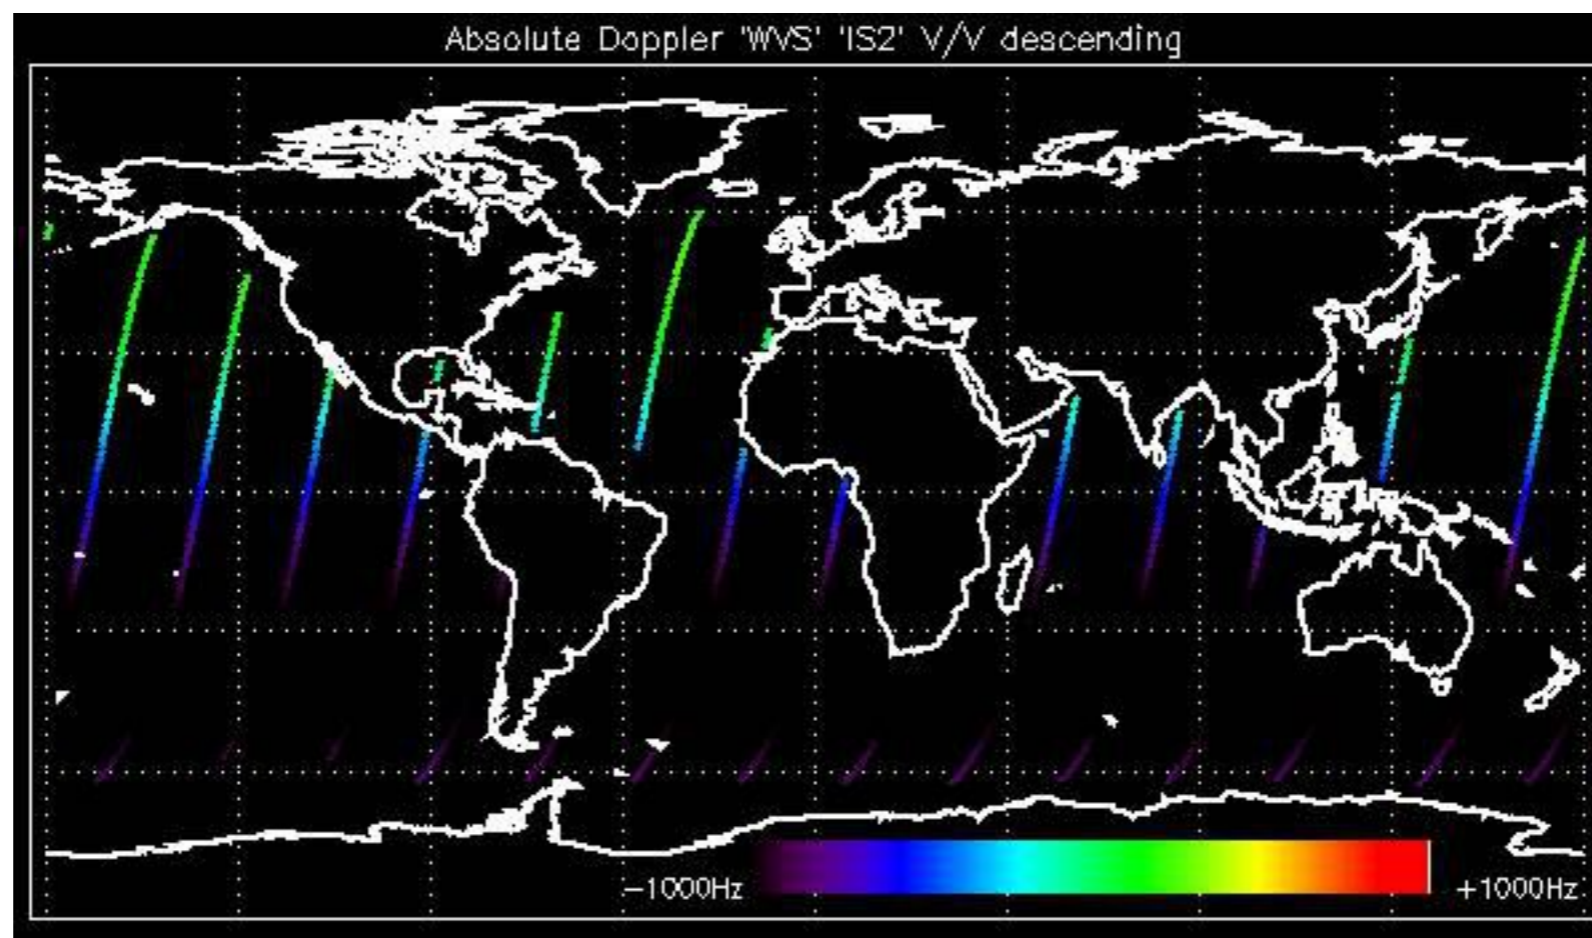 Absolute Doppler 'WVS' 'IS2' V/V descending
-1000Hz +1000Hz